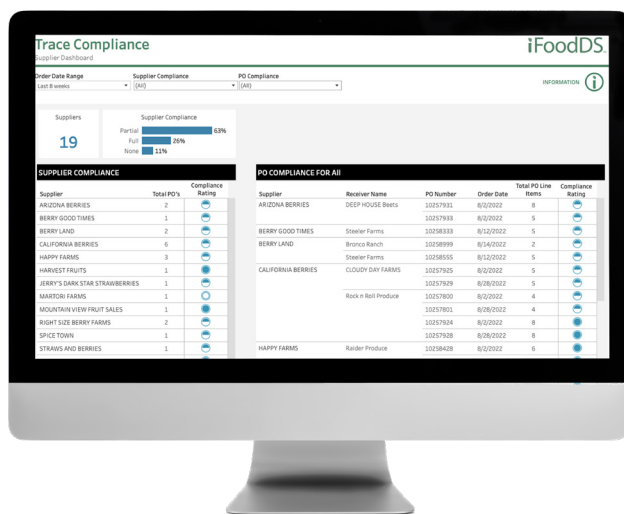 Trace Compliance
Supplier Dashboard
iFoodDS.
Order Date Range Supplier Compliance PO Compliance
Last 8 weeks (All) (All)
INFORMATION i
Suppliers Supplier Compliance
19
Partial 63%
Full 26%
None 11%
SUPPLIER COMPLIANCE
Supplier Total PO's Compliance Rating
ARIZONA BERRIES 2
BERRY GOOD TIMES 1
BERRY LAND 2
CALIFORNIA BERRIES 6
HAPPY FARMS 3
HARVEST FRUITS 1
JERRY'S DARK STAR STRAWBERRIES 1
MARTORI FARMS 1
MOUNTAIN VIEW FRUIT SALES 1
RIGHT SIZE BERRY FARMS 2
SPICE TOWN 1
STRAWS AND BERRIES 1
PO COMPLIANCE FOR All
Supplier Receiver Name PO Number Order Date Total PO Line Items Compliance Rating
ARIZONA BERRIES DEEP HOUSE Beets 10257931 8/2/2022 8
10257933 8/2/2022 5
BERRY GOOD TIMES Steeler Farms 10258333 8/12/2022 5
BERRY LAND Bronco Ranch 10258999 8/14/2022 2
Steeler Farms 10258555 8/12/2022 5
CALIFORNIA BERRIES CLOUDY DAY FARMS 10257925 8/2/2022 5
10257929 8/28/2022 5
Rock n Roll Produce 10257800 8/2/2022 4
10257801 8/28/2022 4
10257924 8/2/2022 8
10257928 8/28/2022 8
HAPPY FARMS Raider Produce 10258428 8/2/2022 6